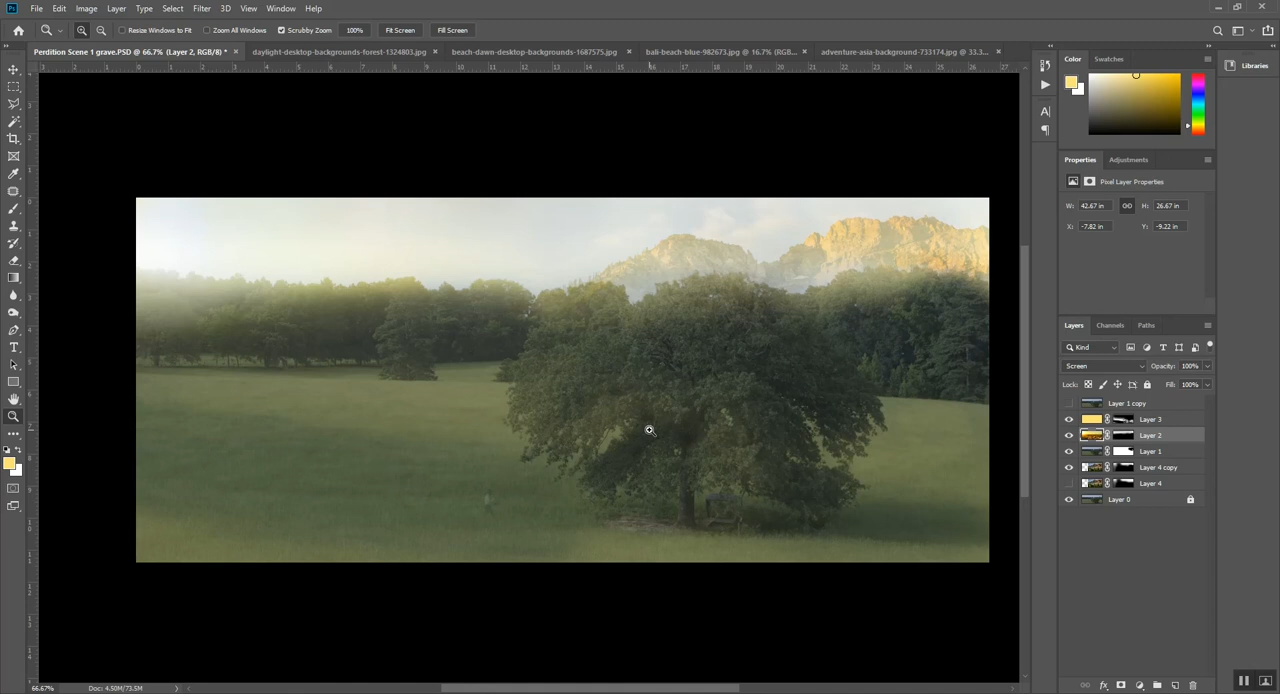 Ps File Edit Image Layer Type Select Filter 3D View Window Help
Resize Windows to Fit Zoom All Windows Scrubby Zoom 100% Fit Screen Fill Screen
Perdition Scene 1 grave.PSD @ 66.7% (Layer 2, RGB/8) * × daylight-desktop-backgrounds-forest-1324803.jpg × beach-dawn-desktop-backgrounds-1687575.jpg × bali-beach-blue-982673.jpg @ 16.7% (RGB... × adventure-asia-background-733174.jpg @ 33.3... ×
Color Swatches
Libraries
Properties Adjustments
Pixel Layer Properties
W: 42.67 in H: 26.67 in
X: -7.82 in Y: -9.22 in
Layers Channels Paths
Kind
Screen Opacity: 100%
Lock: Fill: 100%
Layer 1 copy
Layer 3
Layer 2
Layer 1
Layer 4 copy
Layer 4
Layer 0
66.67% Doc: 4.50M/73.5M